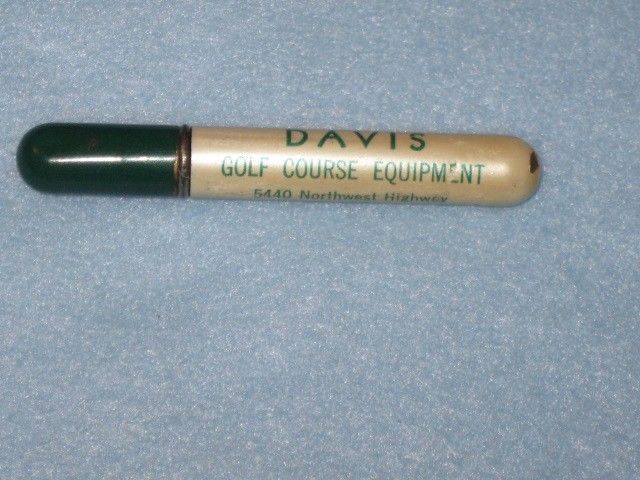 DAVIS
GOLF COURSE EQUIPMENT
5440 Northwest Highway